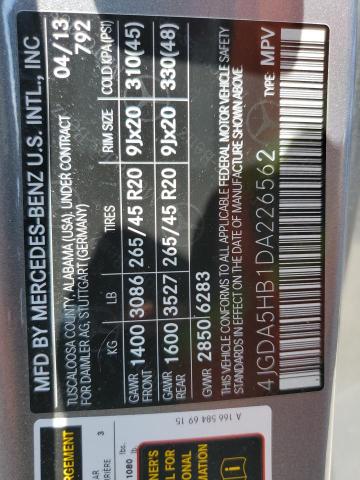 MFD BY MERCEDES-BENZ U.S. INTL., INC
TUSCALOOSA COUNTY, ALABAMA (USA), UNDER CONTRACT
FOR DAIMLER AG, STUTTGART (GERMANY)
04/13
792
KG LB TIRES RIM SIZE COLD KPA(PSI)
GAWR FRONT 1400 3086 265/45 R20 9Jx20 310(45)
GAWR REAR 1600 3527 265/45 R20 9Jx20 330(48)
GVWR 2850 6283
THIS VEHICLE CONFORMS TO ALL APPLICABLE FEDERAL MOTOR VEHICLE SAFETY
STANDARDS IN EFFECT ON THE DATE OF MANUFACTURE SHOWN ABOVE.
4JGDA5HB1DA226562 TYPE: MPV
A 166 584 69 15
3
1080 lbs.